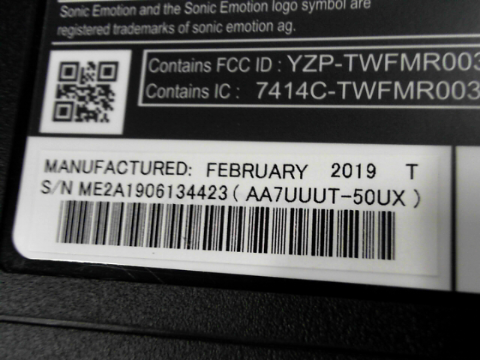 Sonic Emotion and the Sonic Emotion logo symbol are
registered trademarks of sonic emotion ag.
Contains FCC ID : YZP-TWFMR003
Contains IC : 7414C-TWFMR003
MANUFACTURED: FEBRUARY 2019 T
S/N ME2A1906134423 ( AA7UUUT-50UX )